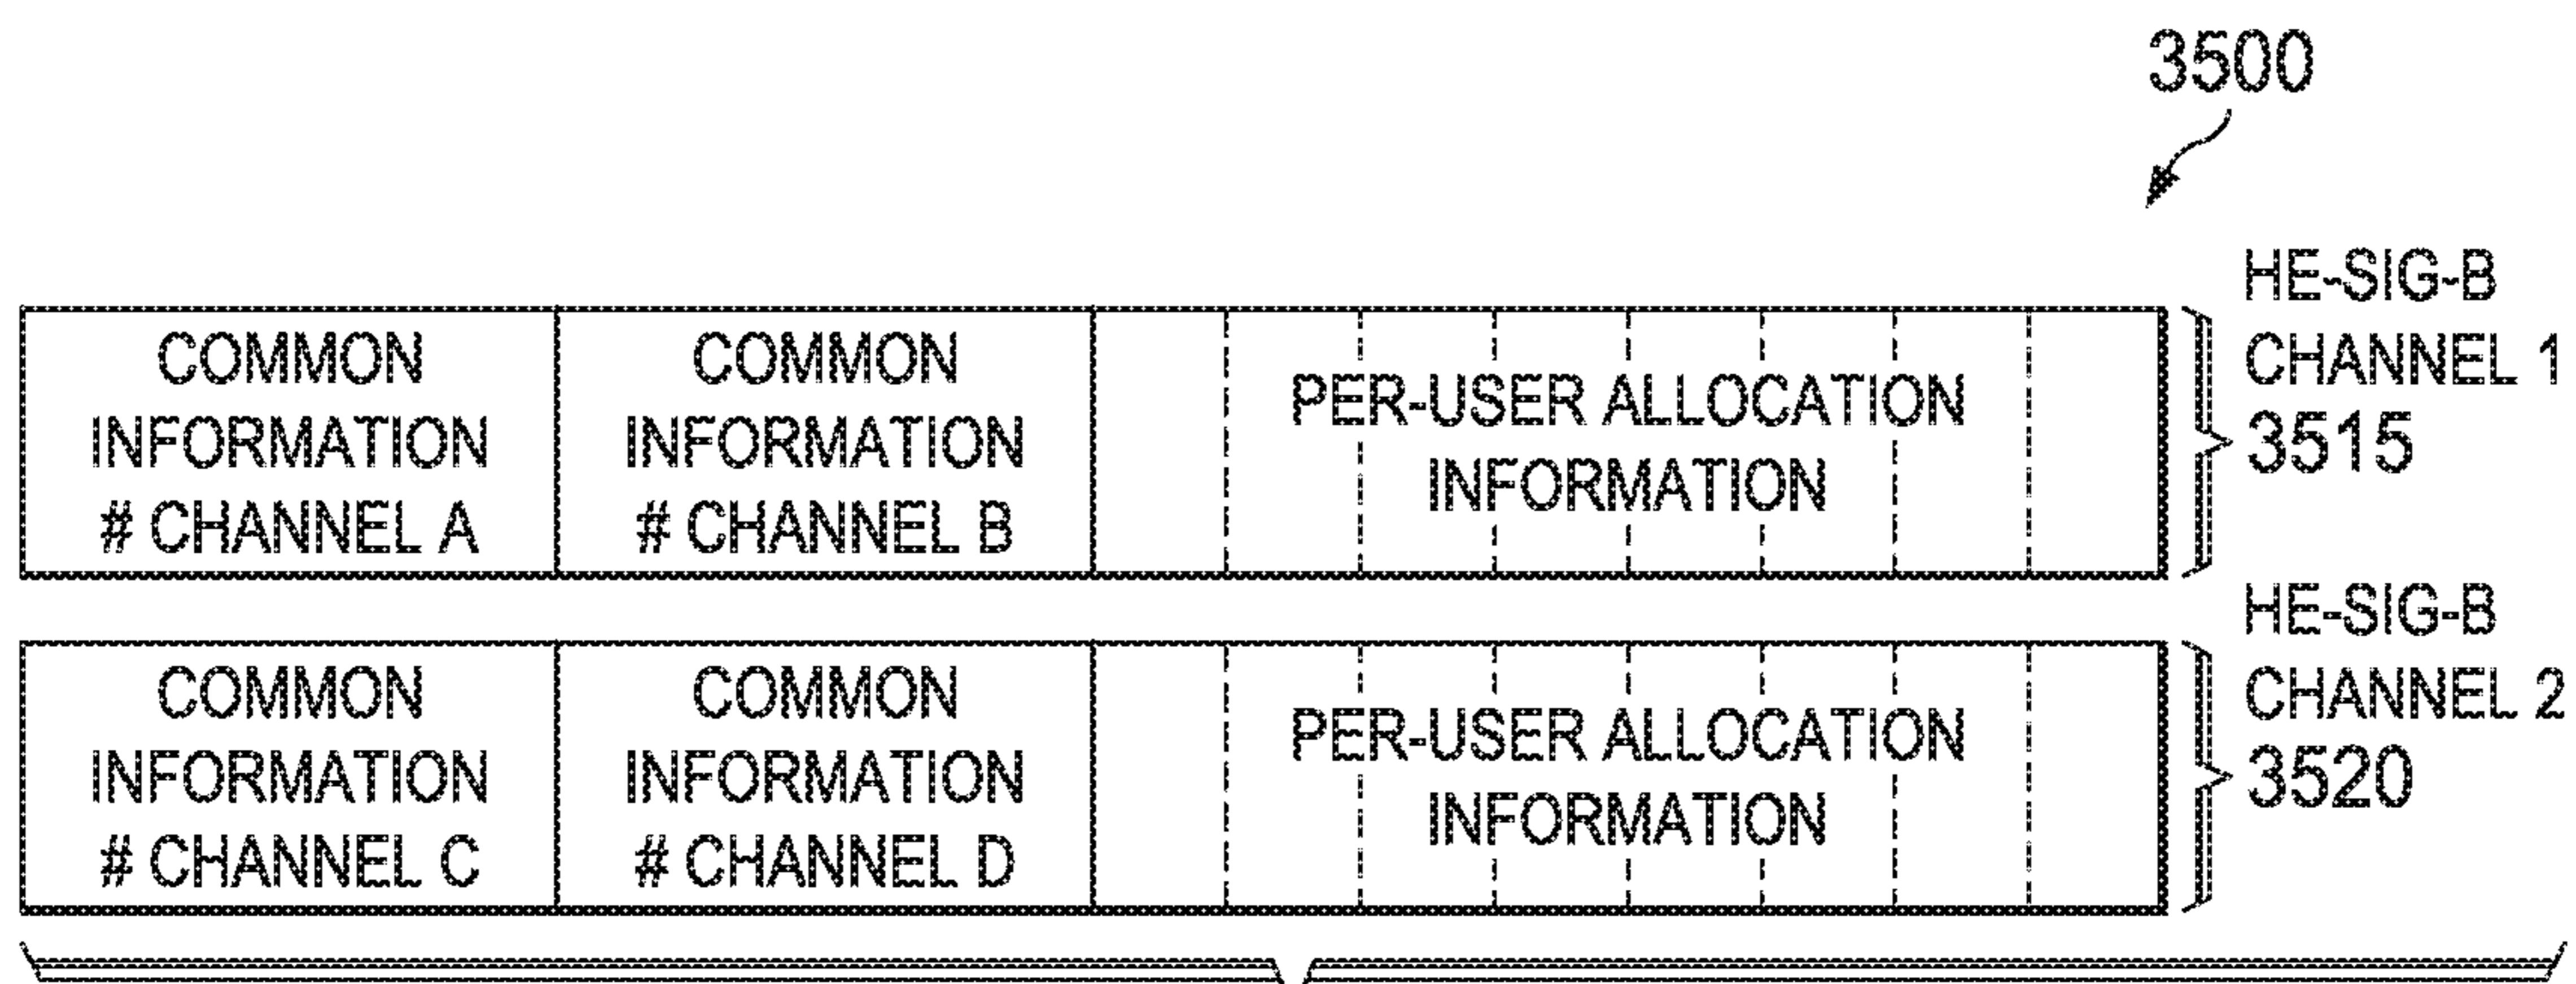 3500
COMMON
INFORMATION
# CHANNEL A
COMMON
INFORMATION
# CHANNEL B
PER-USER ALLOCATION
INFORMATION
HE-SIG-B
CHANNEL 1
3515
COMMON
INFORMATION
# CHANNEL C
COMMON
INFORMATION
# CHANNEL D
PER-USER ALLOCATION
INFORMATION
HE-SIG-B
CHANNEL 2
3520